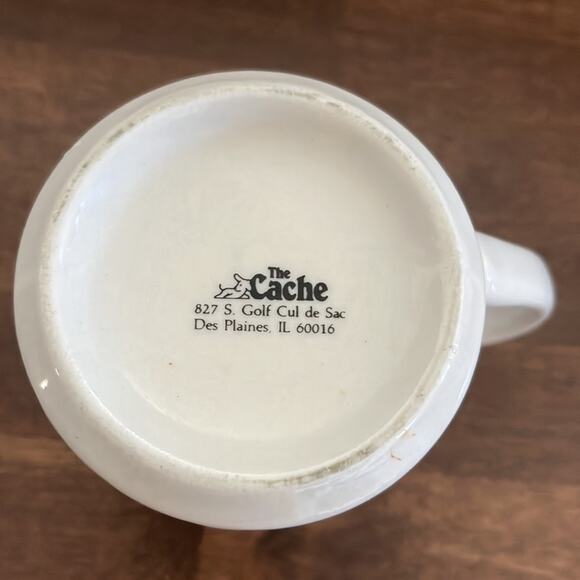 The
Cache
827 S. Golf Cul de Sac
Des Plaines, IL 60016